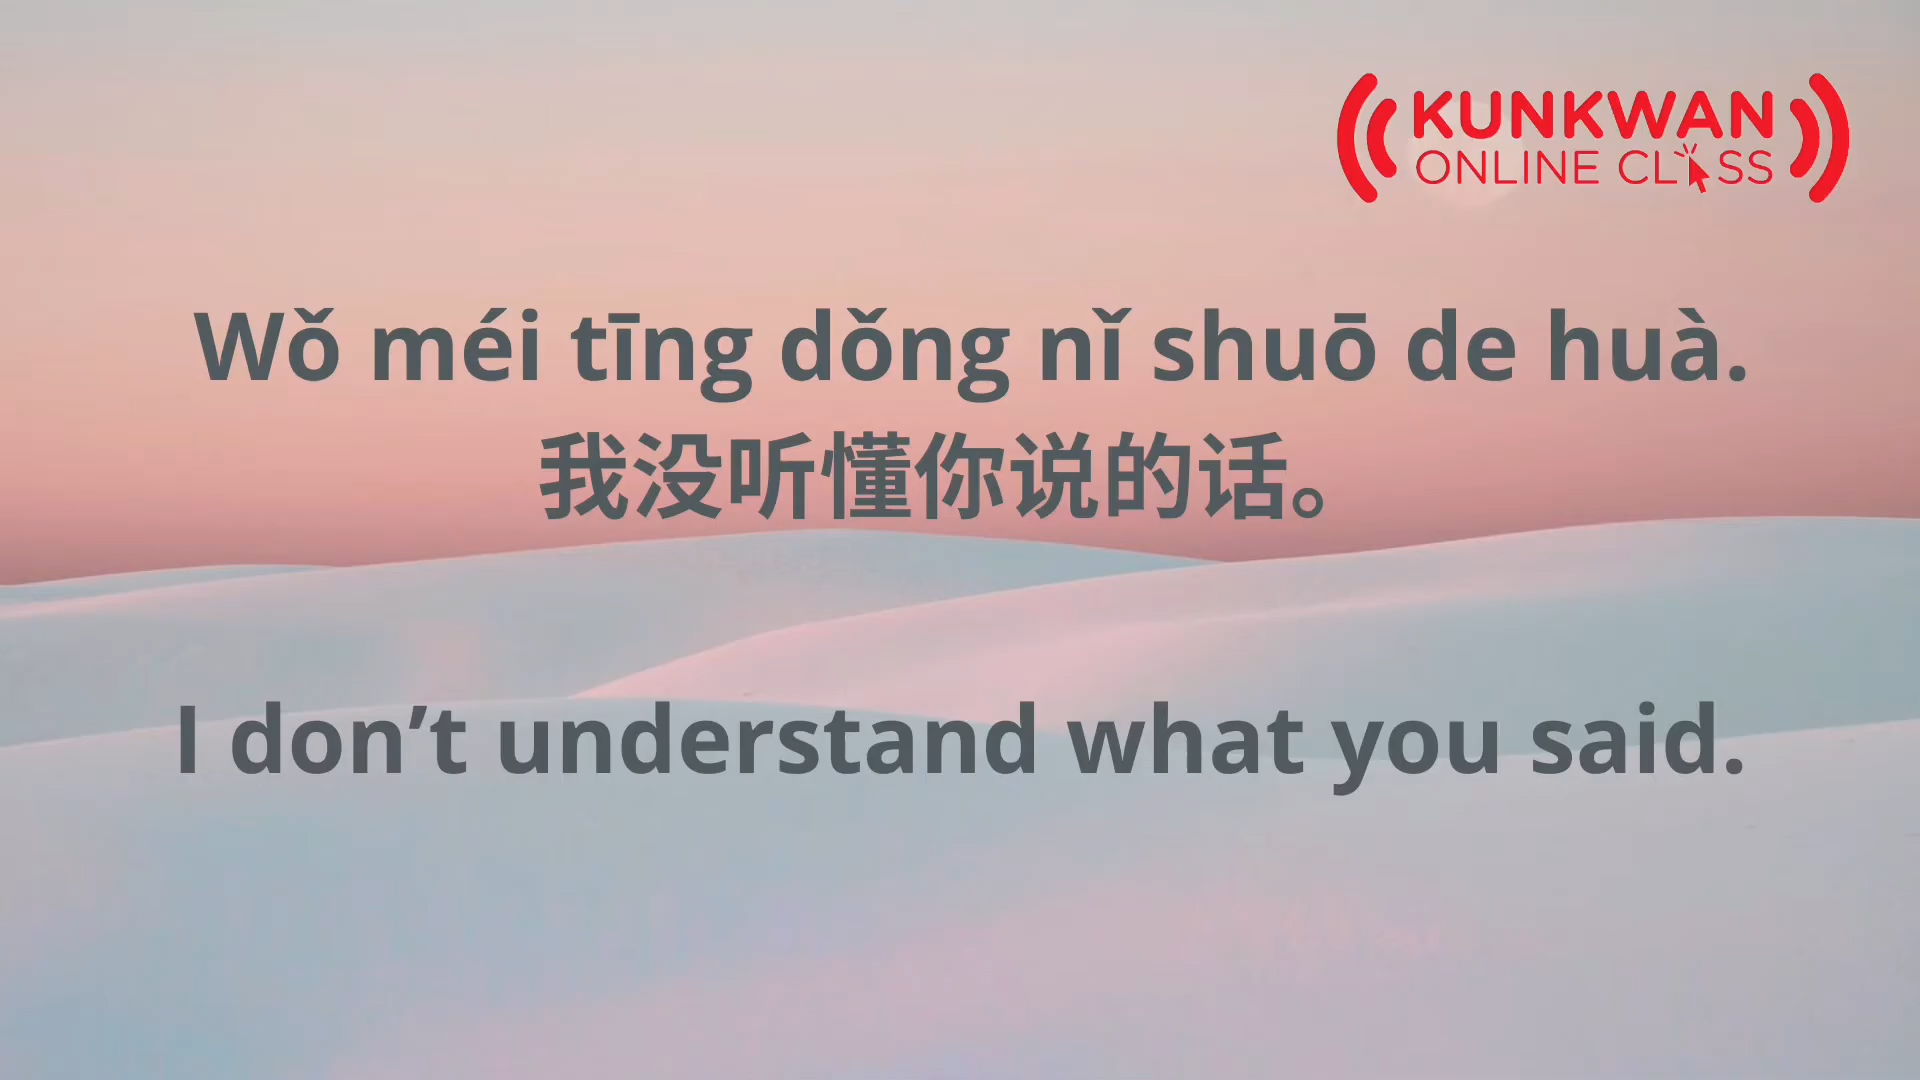 KUNKWAN
ONLINE CLASS
Wǒ méi tīng dǒng nǐ shuō de huà.
我没听懂你说的话。
I don’t understand what you said.